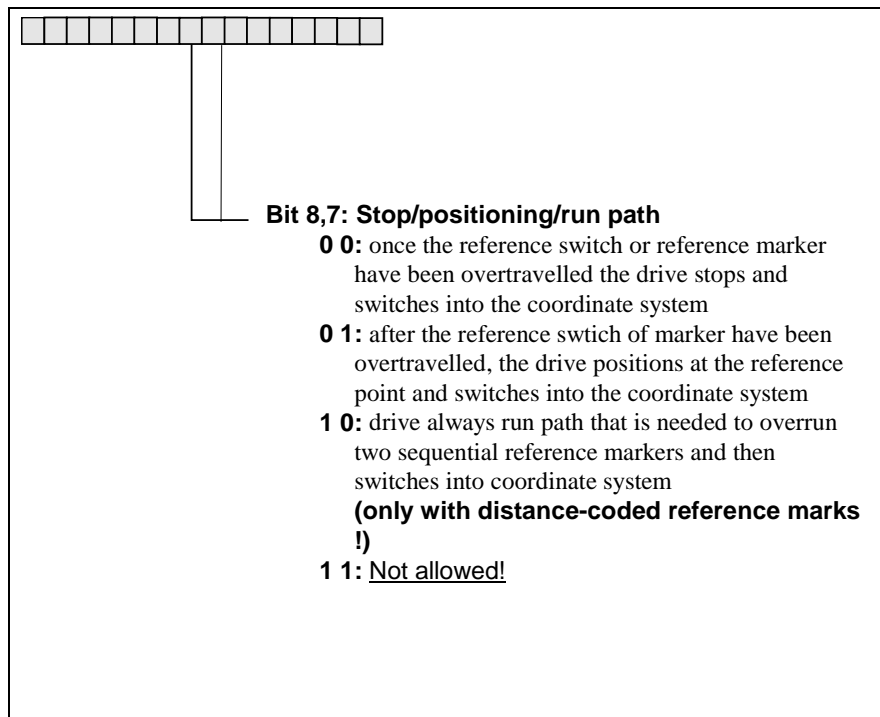 Bit 8,7: Stop/positioning/run path
0 0: once the reference switch or reference marker
have been overtravelled the drive stops and
switches into the coordinate system
0 1: after the reference swtich of marker have been
overtravelled, the drive positions at the reference
point and switches into the coordinate system
1 0: drive always run path that is needed to overrun
two sequential reference markers and then
switches into coordinate system
(only with distance-coded reference marks
!)
1 1: Not allowed!